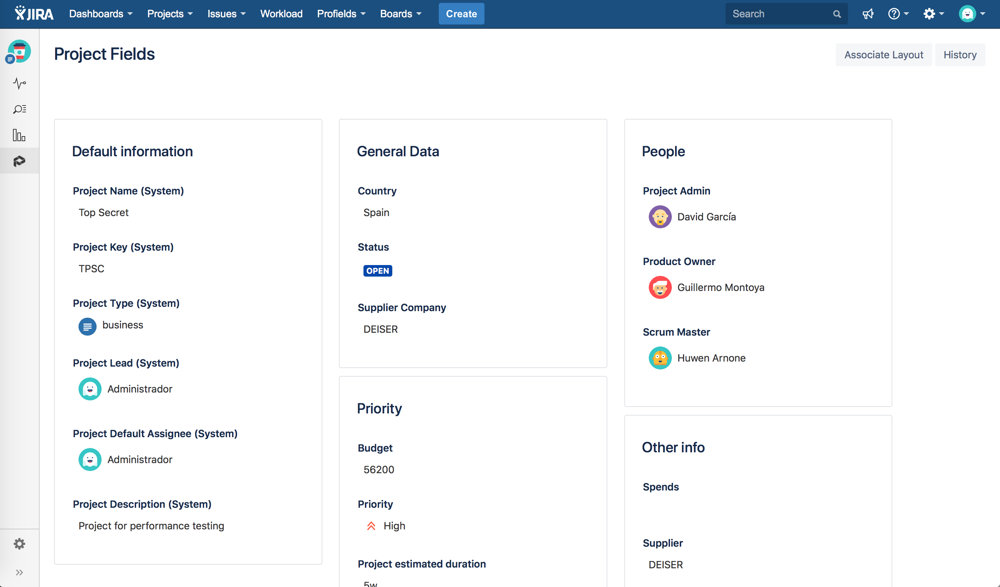 JIRA Dashboards Projects Issues Workload Profields Boards Create Search
Project Fields
Associate Layout History
Default information
Project Name (System)
Top Secret
Project Key (System)
TPSC
Project Type (System)
business
Project Lead (System)
Administrador
Project Default Assignee (System)
Administrador
Project Description (System)
Project for performance testing
General Data
Country
Spain
Status
OPEN
Supplier Company
DEISER
Priority
Budget
56200
Priority
High
Project estimated duration
5w
People
Project Admin
David García
Product Owner
Guillermo Montoya
Scrum Master
Huwen Arnone
Other info
Spends
Supplier
DEISER